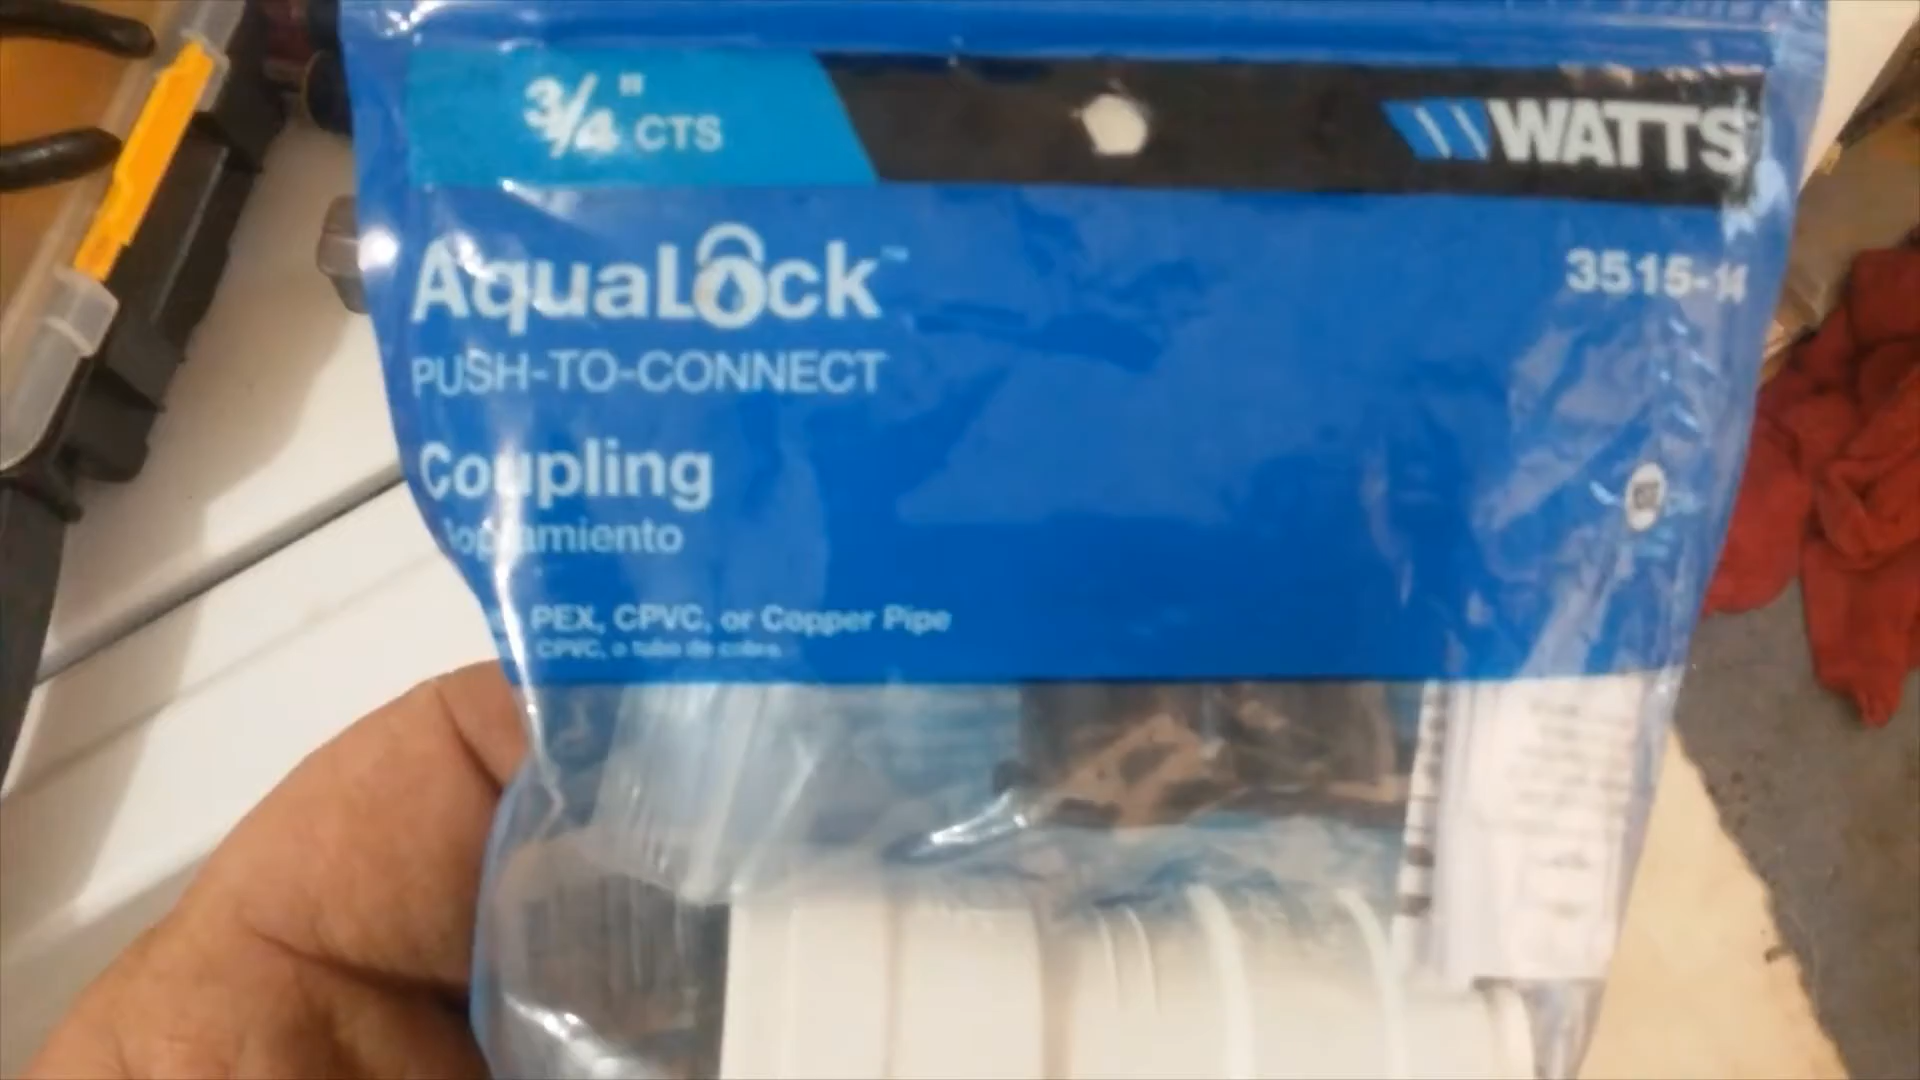 3/4" CTS
WATTS
AquaLock™
3515-14
PUSH-TO-CONNECT
Coupling
PEX, CPVC, or Copper Pipe
CPVC, o tubo de cobre.